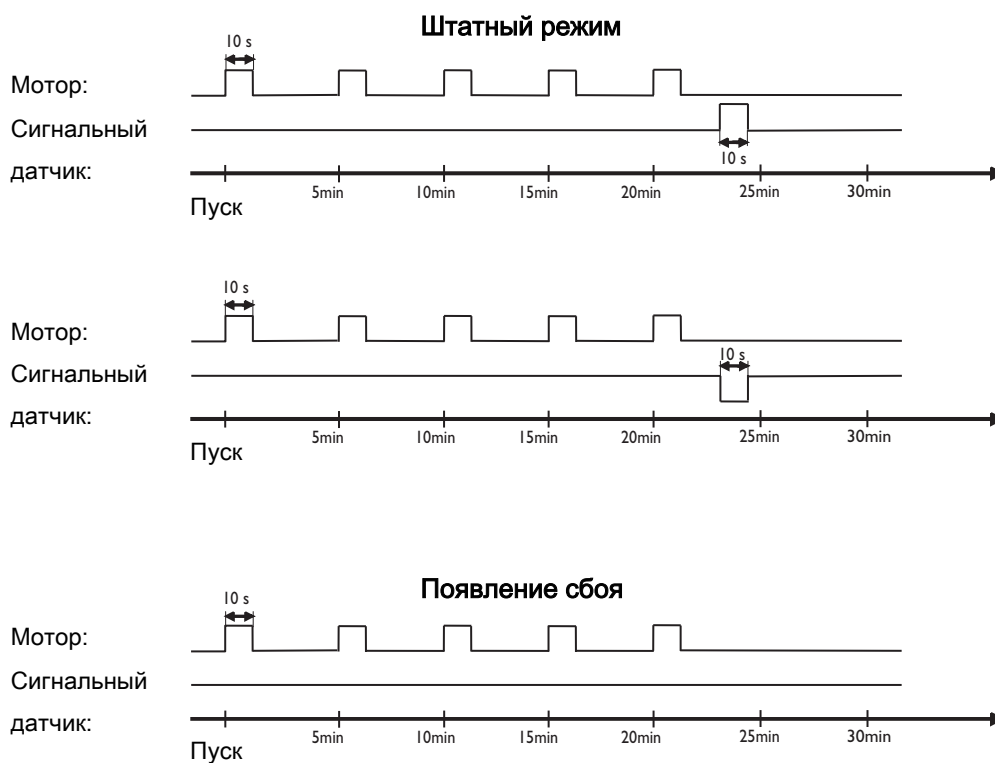 Штатный режим
10 s
Мотор:
Сигнальный
датчик:
10 s
5min 10min 15min 20min 25min 30min
Пуск
10 s
Мотор:
Сигнальный
датчик:
10 s
5min 10min 15min 20min 25min 30min
Пуск
Появление сбоя
10 s
Мотор:
Сигнальный
датчик:
5min 10min 15min 20min 25min 30min
Пуск